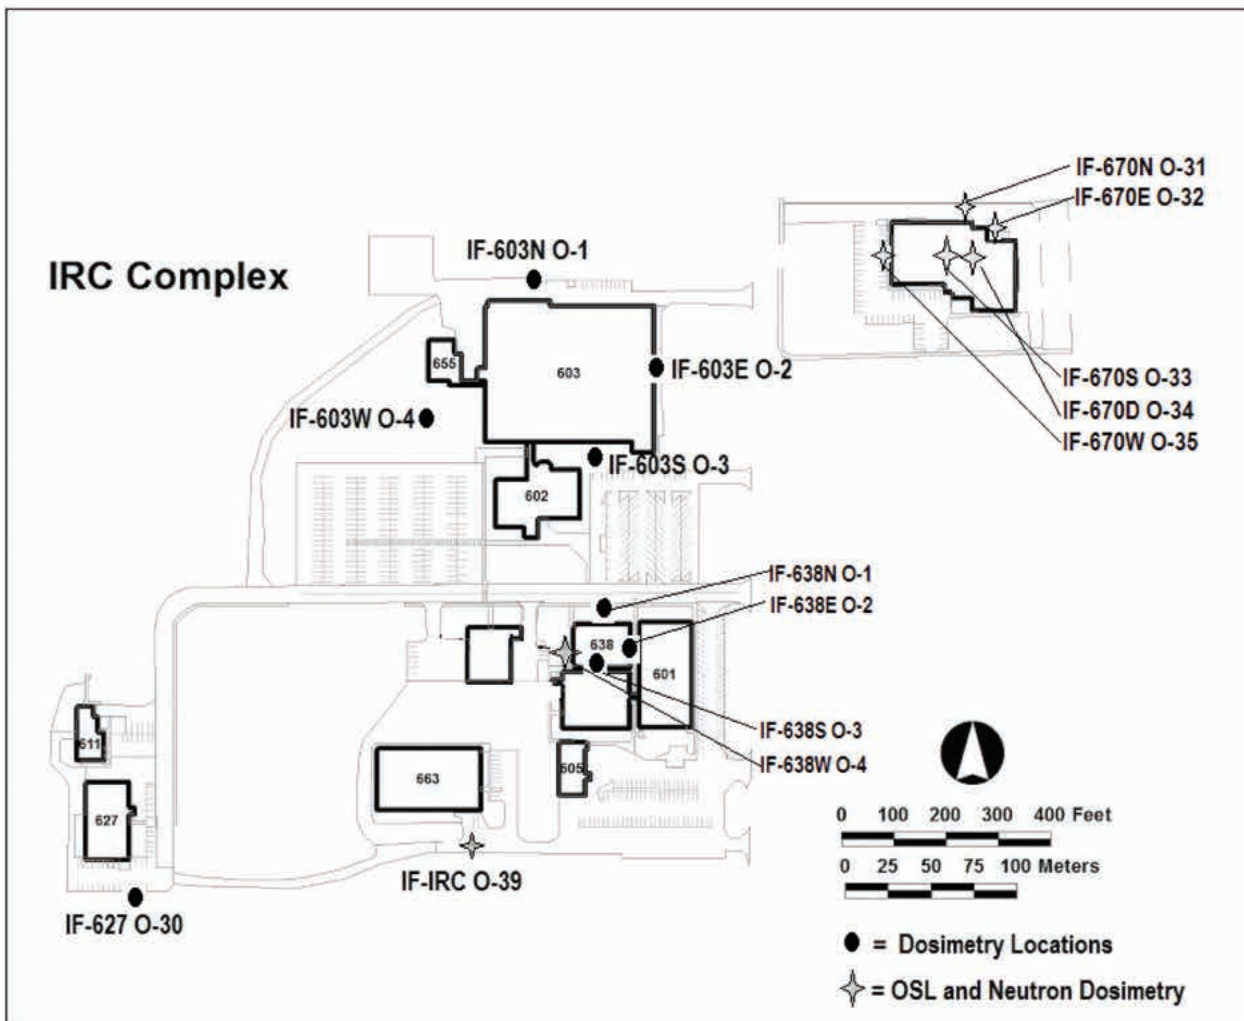 IF-670N O-31
IF-670E O-32
IF-603N O-1
IRC Complex
655
603
IF-603E O-2
IF-670S O-33
IF-670D O-34
IF-603W O-4
IF-670W O-35
IF-603S O-3
602
IF-638N O-1
IF-638E O-2
638
601
IF-638S O-3
611
IF-638W O-4
605
663
627
0 100 200 300 400 Feet
0 25 50 75 100 Meters
IF-IRC O-39
IF-627 O-30
= Dosimetry Locations
= OSL and Neutron Dosimetry